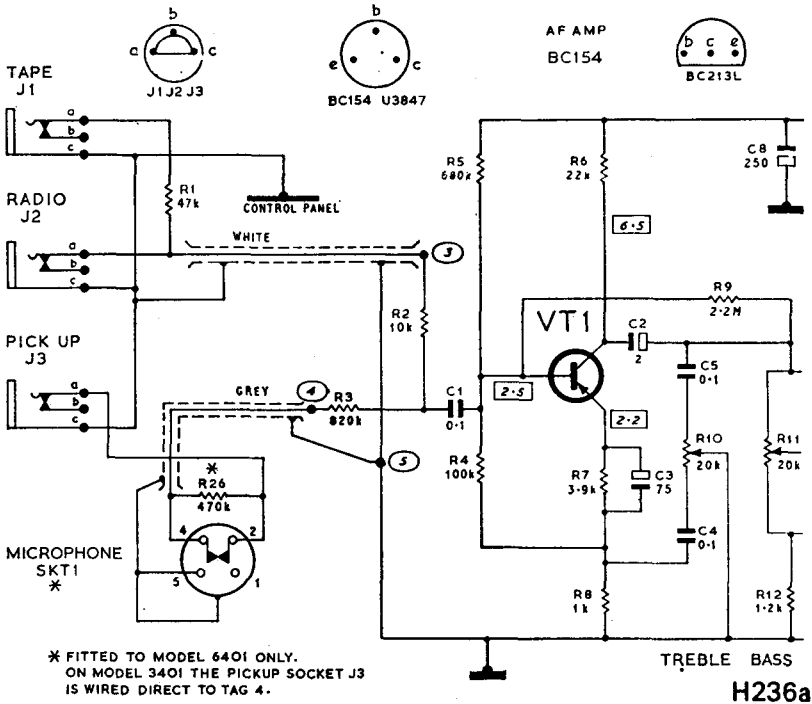 b
a c
J1 J2 J3
b
e c
BC154 U3847
AF AMP
BC154
b c e
BC213L
TAPE
J1
a
b
c
R1
47k
CONTROL PANEL
R5
680k
R6
22k
C8
250
6·5
RADIO
J2
a
b
c
WHITE
3
R2
10k
R9
2·2M
VT1
C2
2
2·5
2·2
PICK UP
J3
a
b
c
GREY
4
R3
820k
C1
0·1
C5
0·1
R10
20k
R11
20k
5
R4
100k
R7
3·9k
C3
75
*
R26
470k
C4
0·1
MICROPHONE
SKT1
*
4 2
5 1
R8
1k
R12
1·2k
* FITTED TO MODEL 6401 ONLY.
ON MODEL 3401 THE PICKUP SOCKET J3
IS WIRED DIRECT TO TAG 4.
TREBLE BASS
H236a